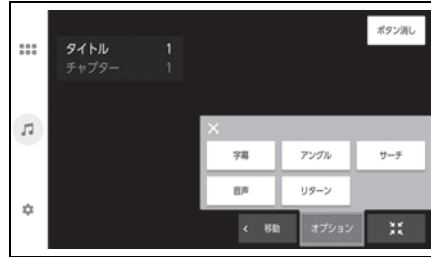 ボタン消し
タイトル 1
チャプター 1
字幕
アングル
サーチ
音声
リターン
移動
オプション